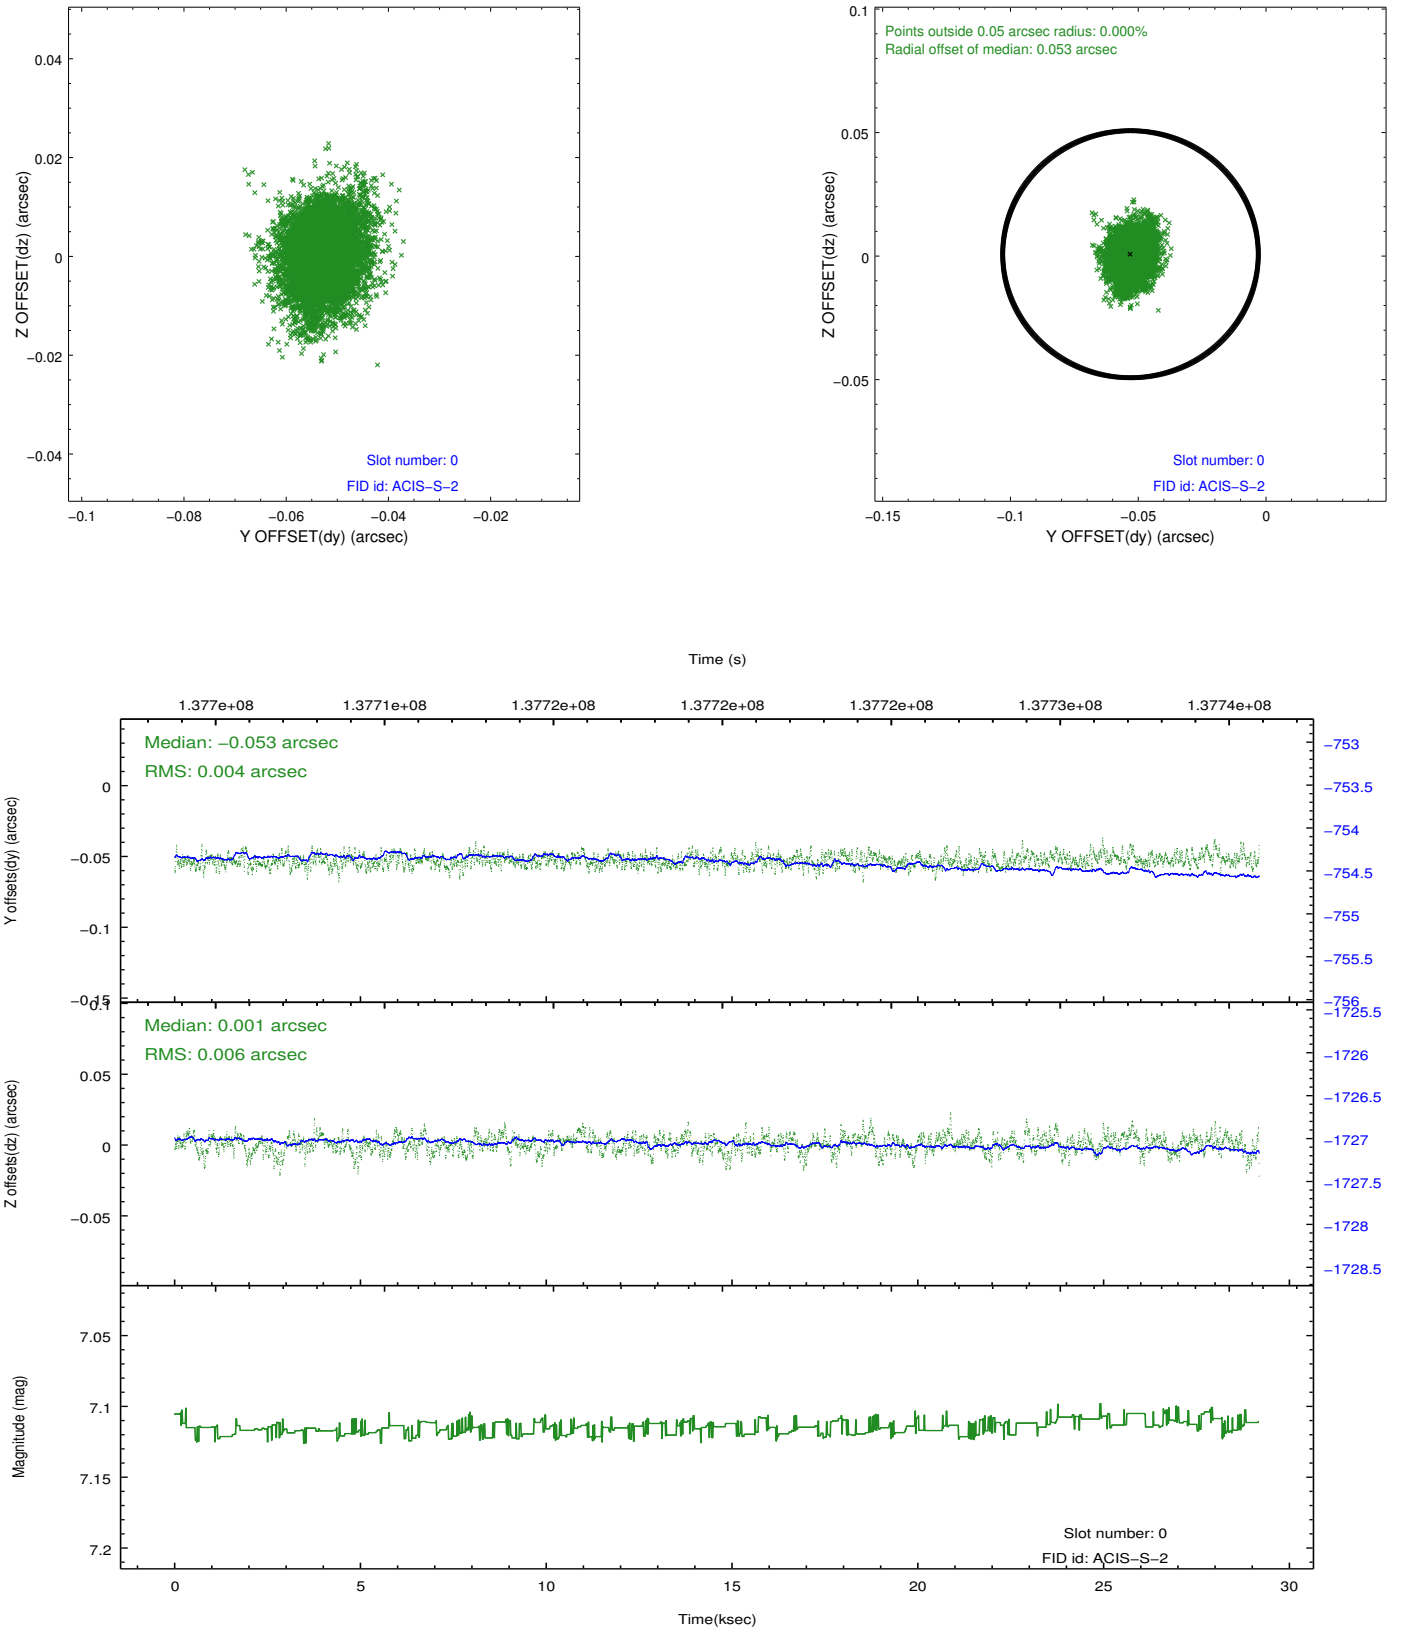 0.04
0.02
0
−0.02
−0.04
Z OFFSET(dz) (arcsec)
Slot number: 0
FID id: ACIS−S−2
−0.1
−0.08
−0.06
−0.04
−0.02
Y OFFSET(dy) (arcsec)
0.1
0.05
0
−0.05
Z OFFSET(dz) (arcsec)
Points outside 0.05 arcsec radius: 0.000%
Radial offset of median: 0.053 arcsec
Slot number: 0
FID id: ACIS−S−2
−0.15
−0.1
−0.05
0
Y OFFSET(dy) (arcsec)
Time (s)
1.377e+08
1.3771e+08
1.3772e+08
1.3772e+08
1.3772e+08
1.3773e+08
1.3774e+08
Median: −0.053 arcsec
RMS: 0.004 arcsec
0
−0.05
−0.1
−0.15
Y offsets(dy) (arcsec)
−753
−753.5
−754
−754.5
−755
−755.5
−756
Median: 0.001 arcsec
RMS: 0.006 arcsec
0.1
0.05
0
−0.05
Z offsets(dz) (arcsec)
−1725.5
−1726
−1726.5
−1727
−1727.5
−1728
−1728.5
7.05
7.1
7.15
7.2
Magnitude (mag)
Slot number: 0
FID id: ACIS−S−2
0
5
10
15
20
25
30
Time(ksec)